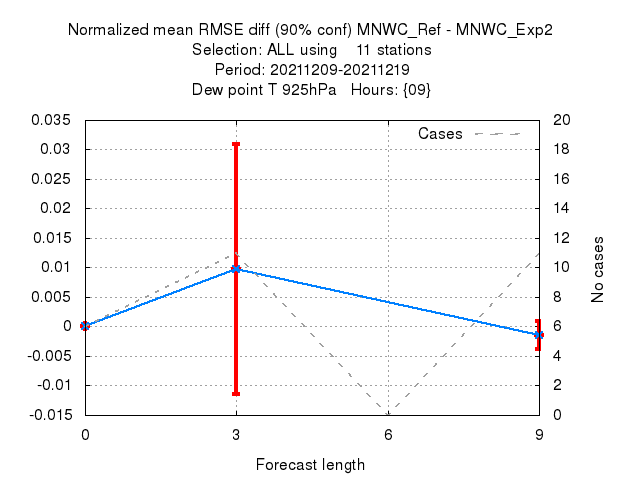 Normalized mean RMSE diff (90% conf) MNWC_Ref - MNWC_Exp2
Selection: ALL using    11 stations
Period: 20211209-20211219
Dew point T 925hPa   Hours: {09}
Cases
0.035
0.03
0.025
0.02
0.015
0.01
0.005
0
-0.005
-0.01
-0.015
20
18
16
14
12
10
8
6
4
2
0
No cases
0 3 6 9
Forecast length